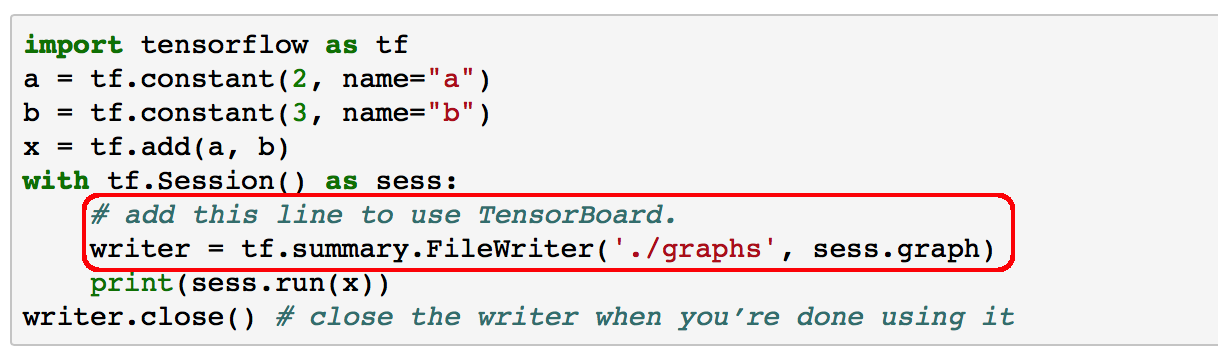 import tensorflow as tf
a = tf.constant(2, name="a")
b = tf.constant(3, name="b")
x = tf.add(a, b)
with tf.Session() as sess:
    # add this line to use TensorBoard.
    writer = tf.summary.FileWriter('./graphs', sess.graph)
    print(sess.run(x))
writer.close() # close the writer when you’re done using it